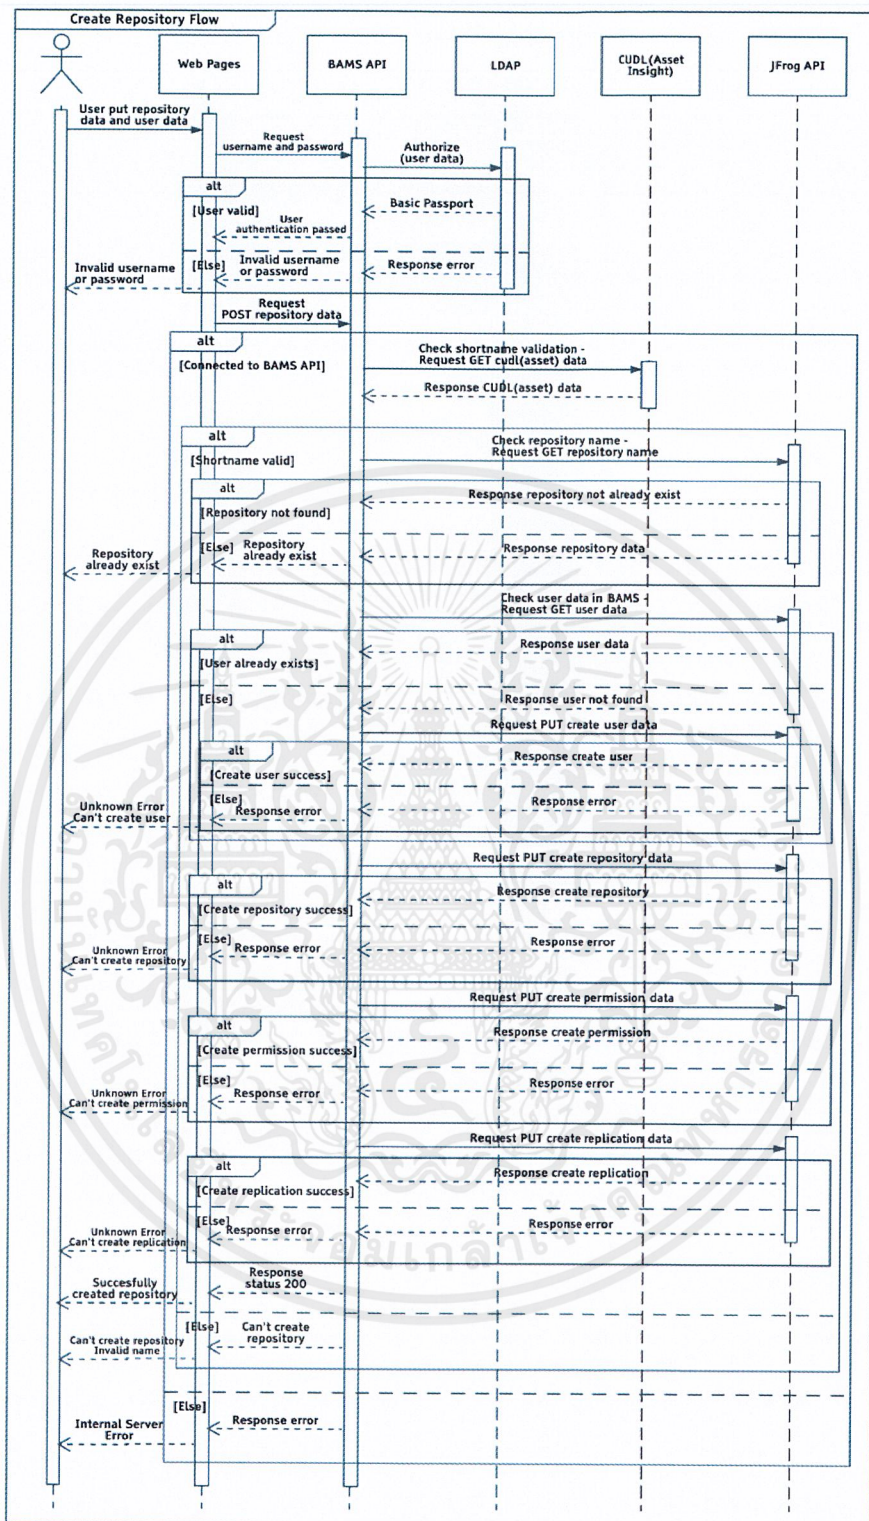 Create Repository Flow
Web Pages
BAMS API
LDAP
CUDL(Asset
Insight)
JFrog API
User put repository
data and user data
Request
username and password
Authorize
(user data)
alt
[User valid]
Basic Passport
User
authentication passed
[Else]
Invalid username
or password
Response error
Invalid username
or password
Request
POST repository data
alt
[Connected to BAMS API]
Check shortname validation -
Request GET cudl(asset) data
Response CUDL(asset) data
alt
[Shortname valid]
Check repository name -
Request GET repository name
alt
[Repository not found]
Response repository not already exist
[Else]
Repository
already exist
Response repository data
Repository
already exist
Check user data in BAMS -
Request GET user data
alt
[User already exists]
Response user data
[Else]
Response user not found
Request PUT create user data
alt
[Create user success]
Response create user
[Else]
Response error
Response error
Unknown Error
Can't create user
Request PUT create repository data
alt
[Create repository success]
Response create repository
[Else]
Response error
Response error
Unknown Error
Can't create repository
Request PUT create permission data
alt
[Create permission success]
Response create permission
[Else]
Response error
Response error
Unknown Error
Can't create permission
Request PUT create replication data
alt
[Create replication success]
Response create replication
[Else]
Response error
Response error
Unknown Error
Can't create replication
Response
status 200
Succesfully
created repository
[Else]
Can't create
repository
Can't create repository
Invalid name
[Else]
Response error
Internal Server
Error